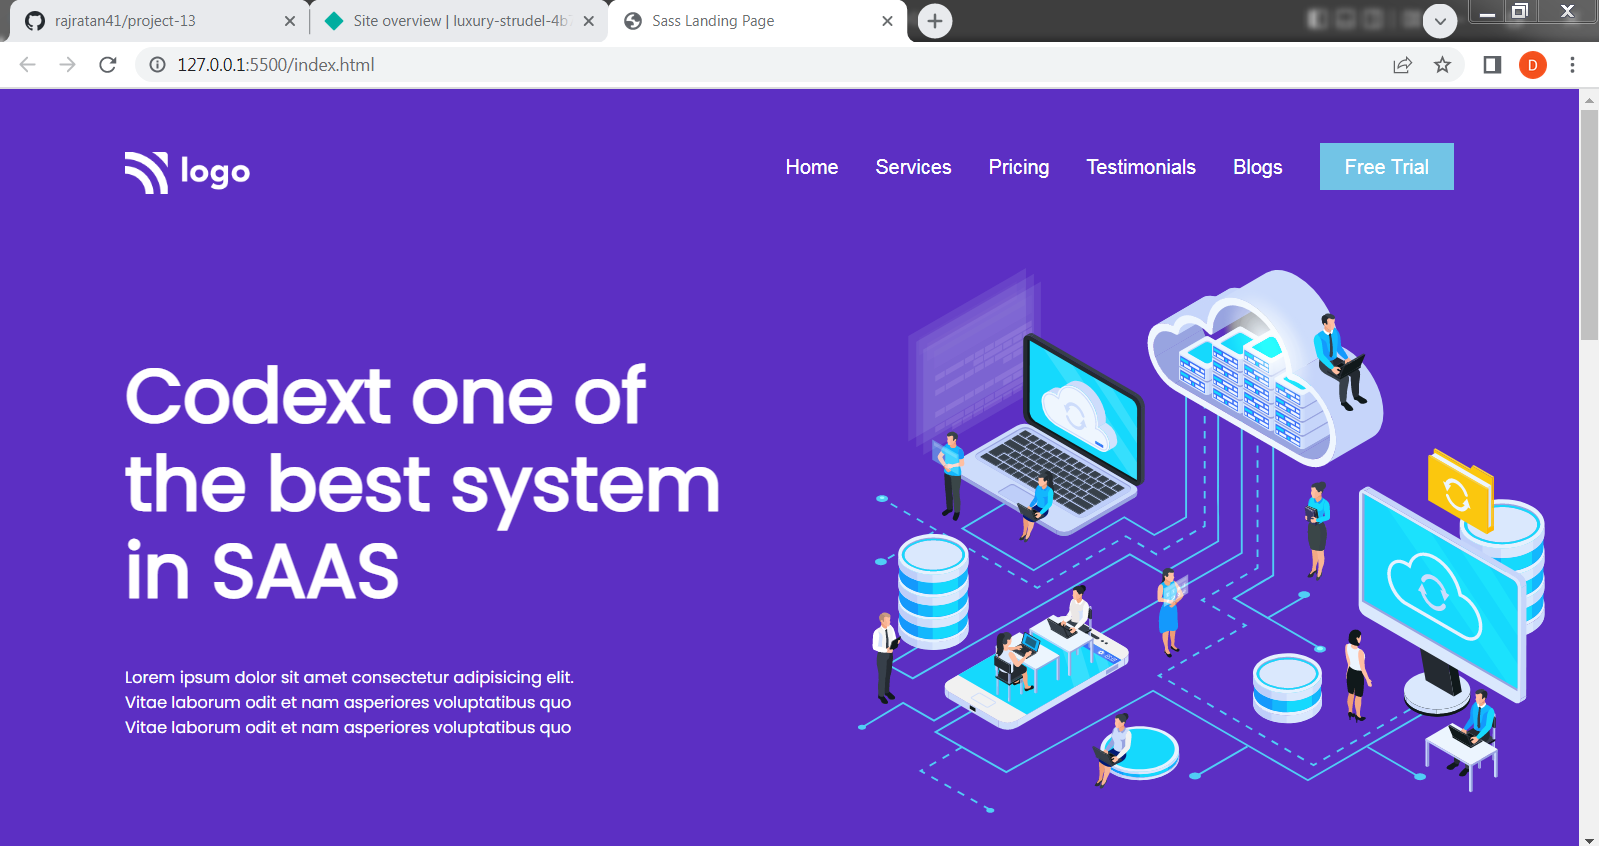 rajratan41/project-13
Site overview | luxury-strudel-4b7
Sass Landing Page
127.0.0.1:5500/index.html
D
logo
Home
Services
Pricing
Testimonials
Blogs
Free Trial
Codext one of
the best system
in SAAS
Lorem ipsum dolor sit amet consectetur adipisicing elit.
Vitae laborum odit et nam asperiores voluptatibus quo
Vitae laborum odit et nam asperiores voluptatibus quo